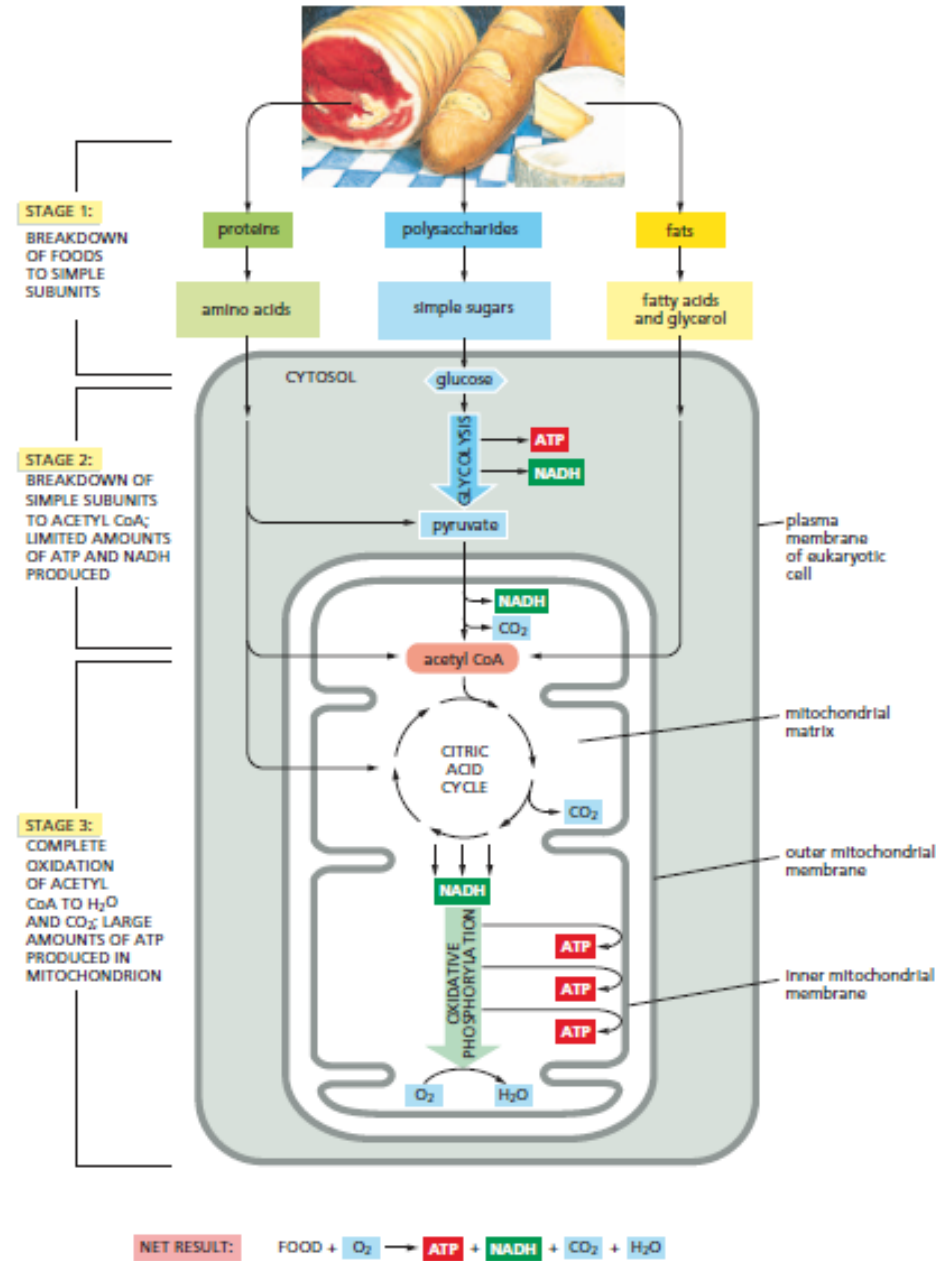 STAGE 1:
BREAKDOWN
OF FOODS
TO SIMPLE
SUBUNITS
proteins
polysaccharides
fats
amino acids
simple sugars
fatty acids
and glycerol
CYTOSOL
glucose
GLYCOLYSIS
ATP
NADH
pyruvate
STAGE 2:
BREAKDOWN OF
SIMPLE SUBUNITS
TO ACETYL CoA;
LIMITED AMOUNTS
OF ATP AND NADH
PRODUCED
plasma
membrane
of eukaryotic
cell
NADH
CO₂
acetyl CoA
mitochondrial
matrix
CITRIC
ACID
CYCLE
CO₂
STAGE 3:
COMPLETE
OXIDATION
OF ACETYL
CoA TO H₂O
AND CO₂; LARGE
AMOUNTS OF ATP
PRODUCED IN
MITOCHONDRION
outer mitochondrial
membrane
NADH
OXIDATIVE
PHOSPHORYLATION
ATP
ATP
ATP
inner mitochondrial
membrane
O₂
H₂O
NET RESULT: FOOD + O₂ → ATP + NADH + CO₂ + H₂O